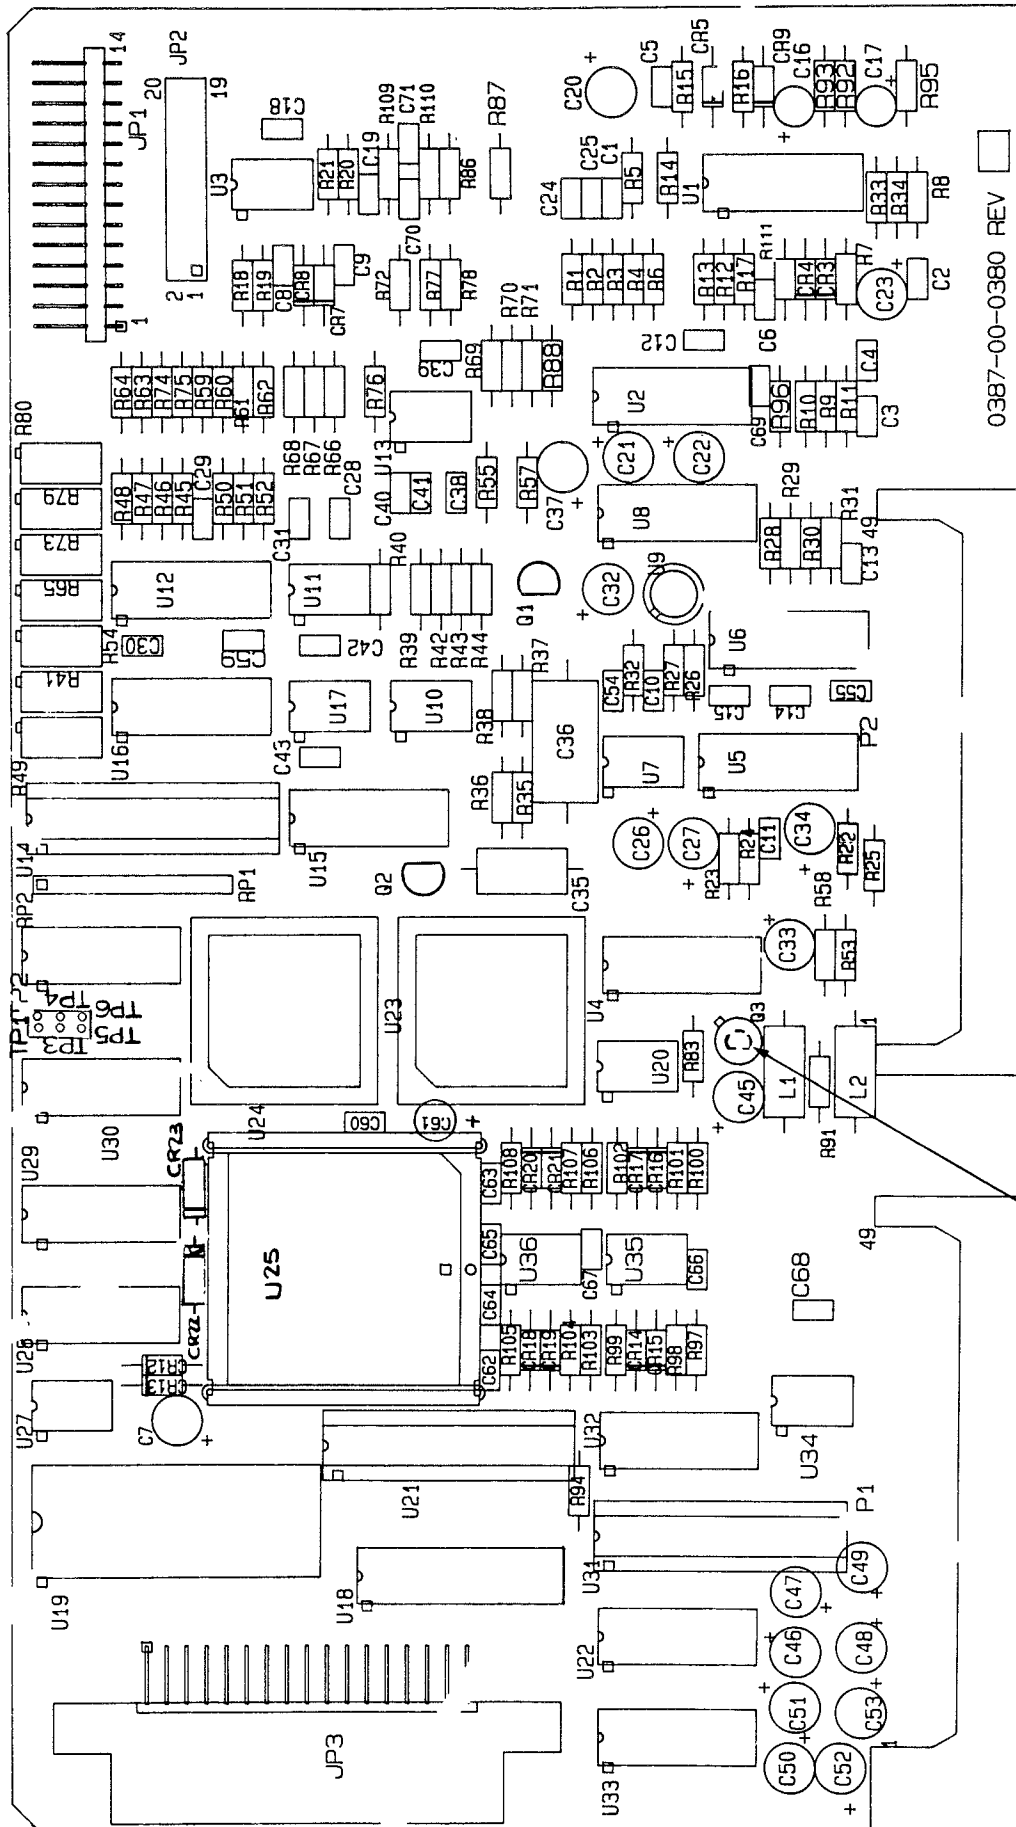 14
JP2
20
19
JP1
2
1
1
C18
U3
R21
R20
C19
R109
C71
R110
R86
R87
C20
+
C5
R15
CR5
R16
CR9
C16
+
R93
R92
C17
+
R95
C24
C25
C1
R5
R14
U1
R33
R34
R8
R18
R19
C8
CR8
CR7
C9
R72
C70
R77
R78
R70
R71
R1
R2
R3
R4
R6
R13
R12
R17
R111
CR4
CR3
R7
C23
+
C2
0387-00-0380 REV
C39
R69
R88
C12
C6
C4
R80
R64
R63
R74
R75
R59
R60
R61
R62
R68
R67
R66
R76
U13
U2
C69
R96
R10
R9
R11
C3
R79
R48
R47
R46
R45
C29
R50
R51
R52
C31
C28
C40
C41
C38
R55
R57
C37
+
C21
+
C22
+
U8
R29
R28
R30
R31
49
C13
R73
R65
U12
U11
R40
Q1
C32
+
U9
R54
C30
C59
C42
R39
R42
R43
R44
R37
C54
R32
C10
R27
R26
U6
C15
C14
C55
R41
R49
U16
U17
U10
R38
C36
C43
R36
R35
U7
U5
P2
U14
U15
Q2
C35
C26
+
C27
+
R23
R24
C11
C34
+
R22
R25
RP2
RP1
R58
R53
C33
+
TP1
TP2
TP4
TP6
TP3
TP5
U23
U4
Q3
1
U24
U20
R83
C45
+
L1
R91
L2
U29
U30
CR23
C60
C61
+
U25
C63
R108
CR20
CR21
R107
R106
R102
CR17
CR16
R101
R100
C65
U36
C67
U35
C66
49
C68
C64
CR22
U26
CR12
CR13
C62
R105
CR18
CR19
R104
R103
R99
CR14
CR15
R98
R97
U27
C7
+
U32
U34
U21
R94
U19
U18
U31
P1
C47
+
C49
+
U22
C46
+
C48
+
C51
+
C53
+
JP3
U33
C50
+
C52
+
1